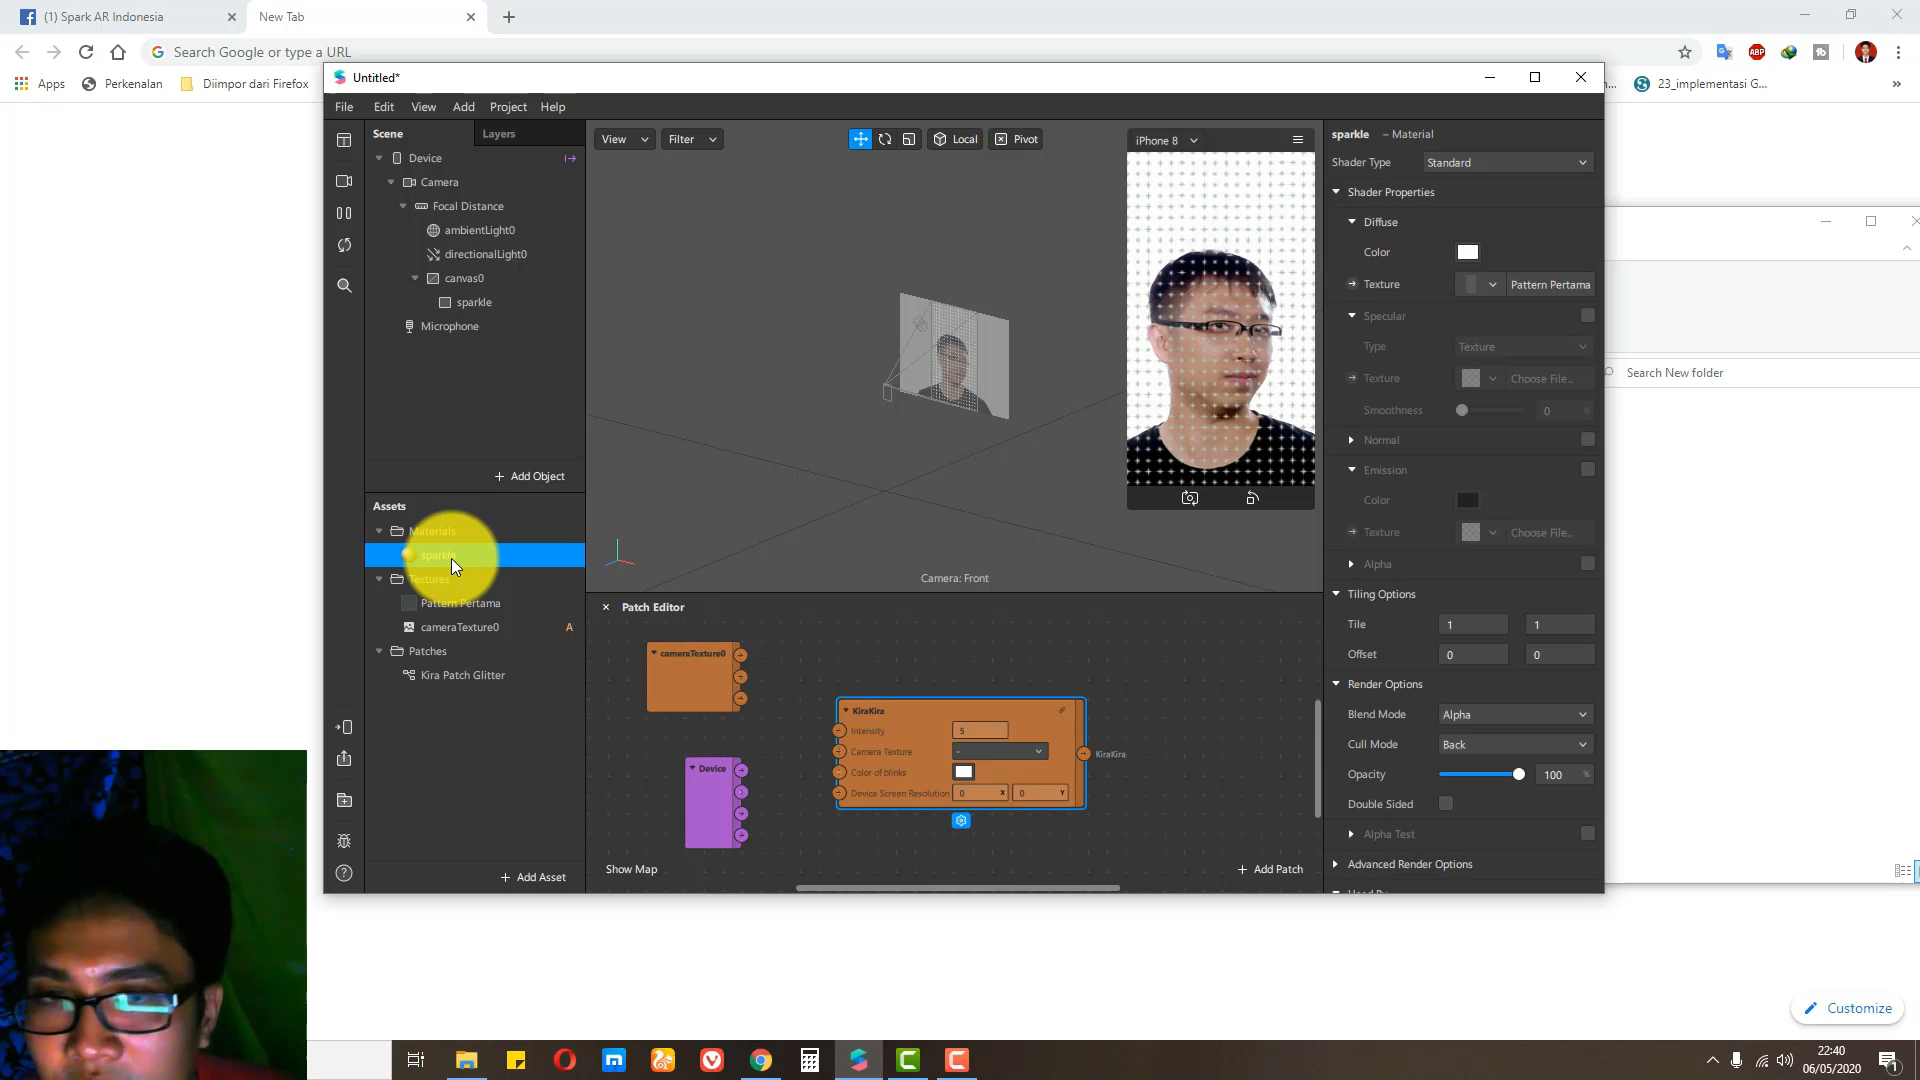 (1) Spark AR Indonesia
New Tab
Search Google or type a URL
Apps
Perkenalan
Diimpor dari Firefox
23_implementasi G...
Untitled*
File
Edit
View
Add
Project
Help
Scene
Layers
Device
Camera
Focal Distance
ambientLight0
directionalLight0
canvas0
sparkle
Microphone
Add Object
Assets
Materials
sparkle
Textures
Pattern Pertama
cameraTexture0
A
Patches
Kira Patch Glitter
Add Asset
View
Filter
Local
Pivot
iPhone 8
Camera: Front
Patch Editor
cameraTexture0
Device
KiraKira
Intensity
5
Camera Texture
-
Color of blinks
Device Screen Resolution
0
X
0
Y
KiraKira
Show Map
Add Patch
sparkle – Material
Shader Type
Standard
Shader Properties
Diffuse
Color
Texture
Pattern Pertama
Specular
Type
Texture
Texture
Choose File...
Smoothness
0
%
Normal
Emission
Color
Texture
Choose File...
Alpha
Tiling Options
Tile
1
1
Offset
0
0
Render Options
Blend Mode
Alpha
Cull Mode
Back
Opacity
100
%
Double Sided
Alpha Test
Advanced Render Options
Search New folder
Customize
22:40
06/05/2020
1